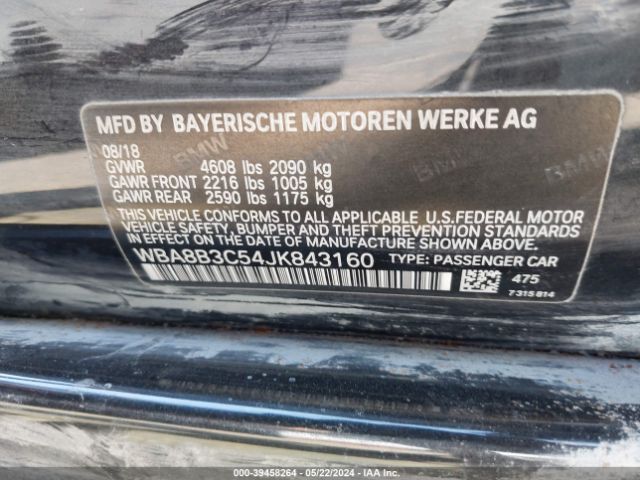 MFD BY BAYERISCHE MOTOREN WERKE AG
08/18
GVWR 4608 lbs 2090 kg
GAWR FRONT 2216 lbs 1005 kg
GAWR REAR 2590 lbs 1175 kg
THIS VEHICLE CONFORMS TO ALL APPLICABLE U.S.FEDERAL MOTOR
VEHICLE SAFETY, BUMPER AND THEFT PREVENTION STANDARDS
IN EFFECT ON THE DATE OF MANUFACTURE SHOWN ABOVE.
WBA8B3C54JK843160 TYPE: PASSENGER CAR
475
7 315 814
BMW
BMW
BMW
000-39458264 - 05/22/2024 - IAA Inc.